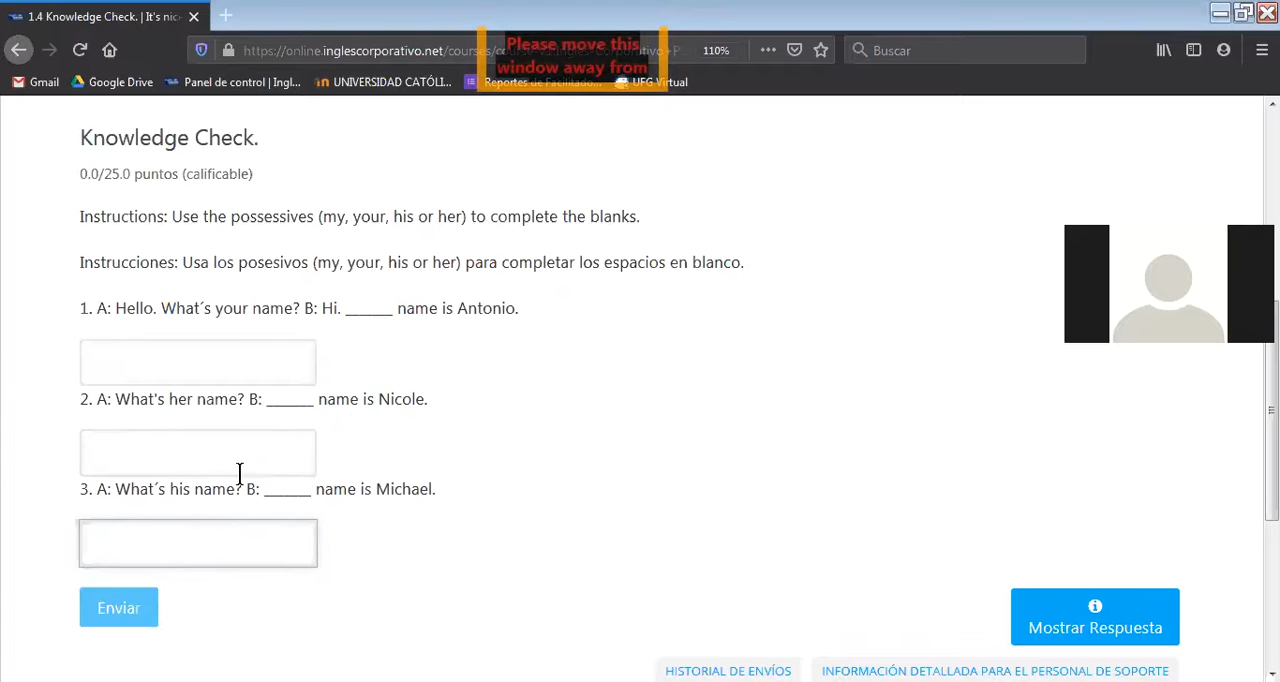 1.4 Knowledge Check. | It's nic
https://online.inglescorporativo.net/courses/co
Please move this
window away from
110%
Buscar
Gmail
Google Drive
Panel de control | Ingl...
UNIVERSIDAD CATÓLI...
Reportes de Facilitado...
UFG Virtual
Knowledge Check.
0.0/25.0 puntos (calificable)
Instructions: Use the possessives (my, your, his or her) to complete the blanks.
Instrucciones: Usa los posesivos (my, your, his or her) para completar los espacios en blanco.
1. A: Hello. What´s your name? B: Hi. ______ name is Antonio.
2. A: What's her name? B: ______ name is Nicole.
3. A: What´s his name? B: ______ name is Michael.
Enviar
Mostrar Respuesta
HISTORIAL DE ENVÍOS
INFORMACIÓN DETALLADA PARA EL PERSONAL DE SOPORTE